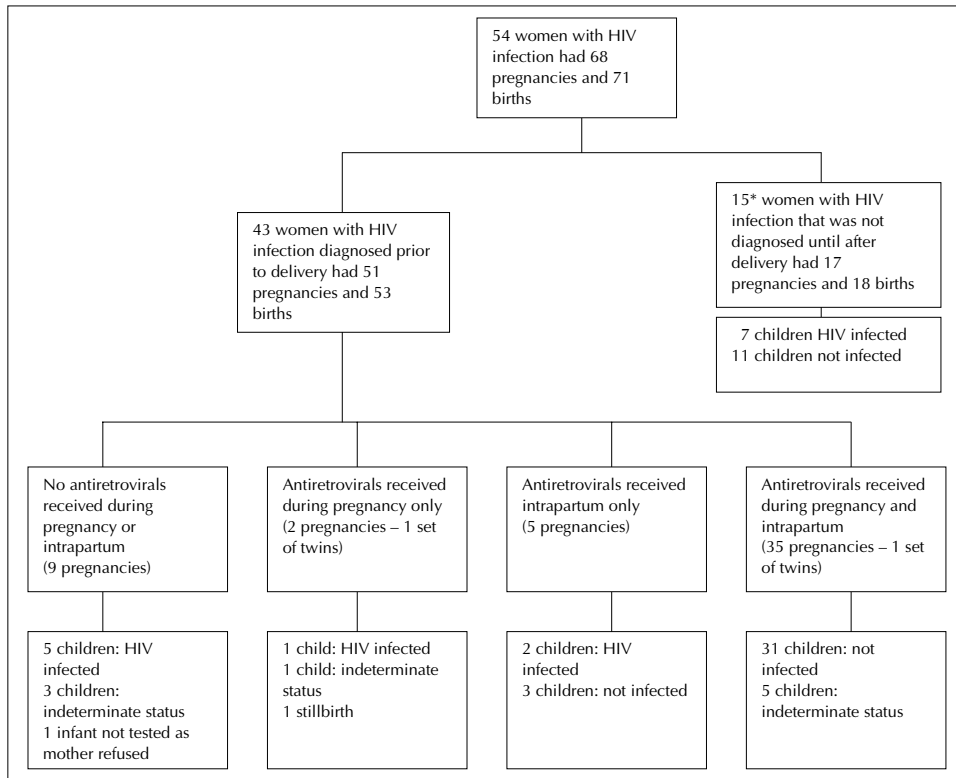 54 women with HIV
infection had 68
pregnancies and 71
births
43 women with HIV
infection diagnosed prior
to delivery had 51
pregnancies and 53
births
15* women with HIV
infection that was not
diagnosed until after
delivery had 17
pregnancies and 18 births
7 children HIV infected
11 children not infected
No antiretrovirals
received during
pregnancy or
intrapartum
(9 pregnancies)
5 children: HIV
infected
3 children:
indeterminate status
1 infant not tested as
mother refused
Antiretrovirals received
during pregnancy only
(2 pregnancies – 1 set
of twins)
1 child: HIV infected
1 child: indeterminate
status
1 stillbirth
Antiretrovirals received
intrapartum only
(5 pregnancies)
2 children: HIV
infected
3 children: not infected
Antiretrovirals received
during pregnancy and
intrapartum
(35 pregnancies – 1 set
of twins)
31 children: not
infected
5 children:
indeterminate status